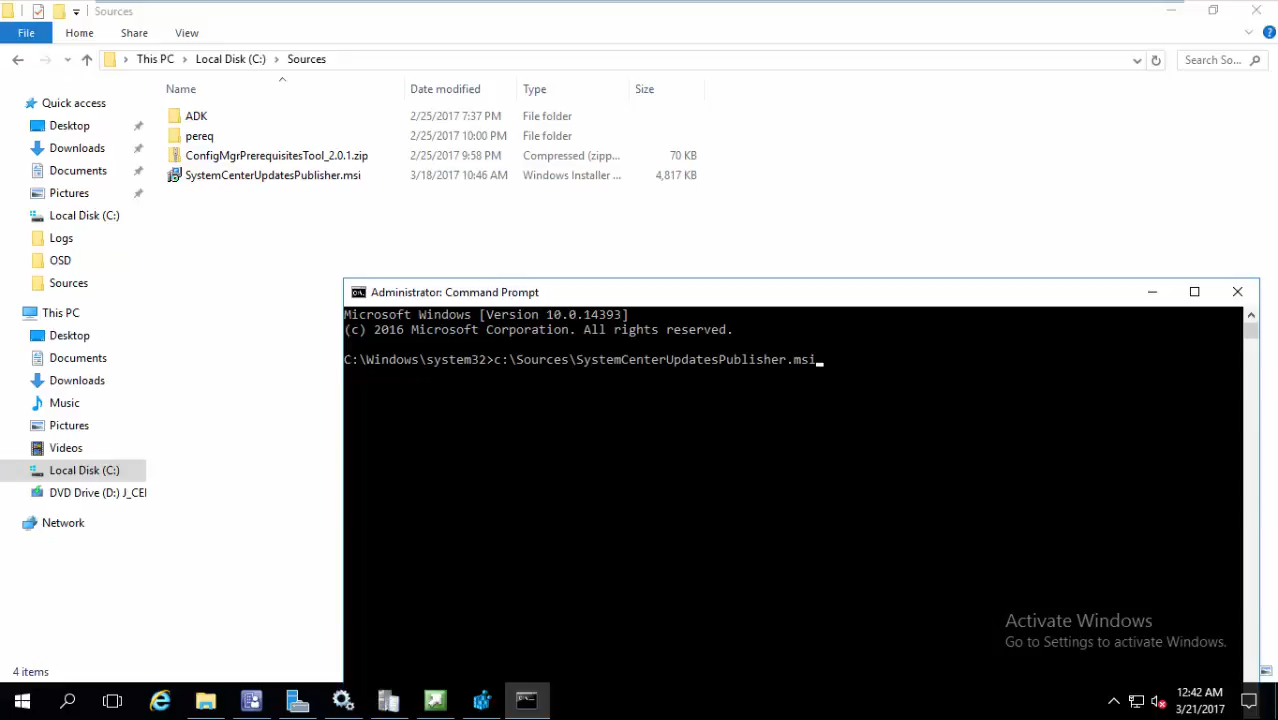 Sources
File Home Share View
This PC Local Disk (C:) Sources
Search So...
Name Date modified Type Size
ADK 2/25/2017 7:37 PM File folder
pereq 2/25/2017 10:00 PM File folder
ConfigMgrPrerequisitesTool_2.0.1.zip 2/25/2017 9:58 PM Compressed (zipp... 70 KB
SystemCenterUpdatesPublisher.msi 3/18/2017 10:46 AM Windows Installer ... 4,817 KB
Quick access
Desktop
Downloads
Documents
Pictures
Local Disk (C:)
Logs
OSD
Sources
This PC
Desktop
Documents
Downloads
Music
Pictures
Videos
Local Disk (C:)
DVD Drive (D:) J_CEI
Network
4 items
Administrator: Command Prompt
Microsoft Windows [Version 10.0.14393]
(c) 2016 Microsoft Corporation. All rights reserved.
C:\Windows\system32>c:\Sources\SystemCenterUpdatesPublisher.msi
Activate Windows
Go to Settings to activate Windows.
12:42 AM
3/21/2017